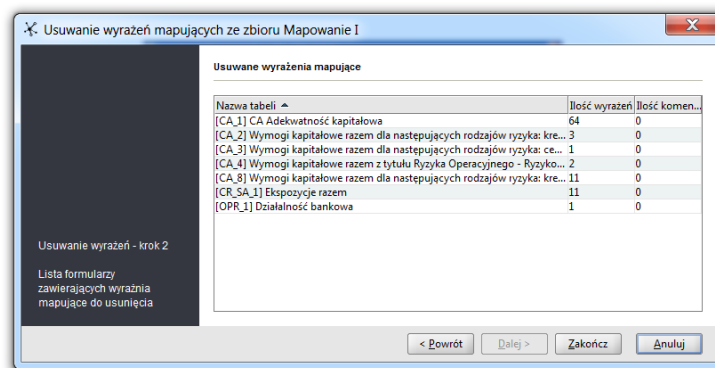 Usuwanie wyrażeń mapujących ze zbioru Mapowanie I
Usuwane wyrażenia mapujące
Nazwa tabeli Ilość wyrażeń Ilość komen...
[CA_1] CA Adekwatność kapitałowa 64 0
[CA_2] Wymogi kapitałowe razem dla następujących rodzajów ryzyka: kre... 3 0
[CA_3] Wymogi kapitałowe razem dla następujących rodzajów ryzyka: ce... 1 0
[CA_4] Wymogi kapitałowe razem z tytułu Ryzyka Operacyjnego - Ryzyko... 2 0
[CA_8] Wymogi kapitałowe razem dla następujących rodzajów ryzyka: kre... 11 0
[CR_SA_1] Ekspozycje razem 11 0
[OPR_1] Działalność bankowa 1 0
Usuwanie wyrażeń - krok 2
Lista formularzy
zawierających wyraźnia
mapujące do usunięcia
< Powrót Dalej > Zakończ Anuluj